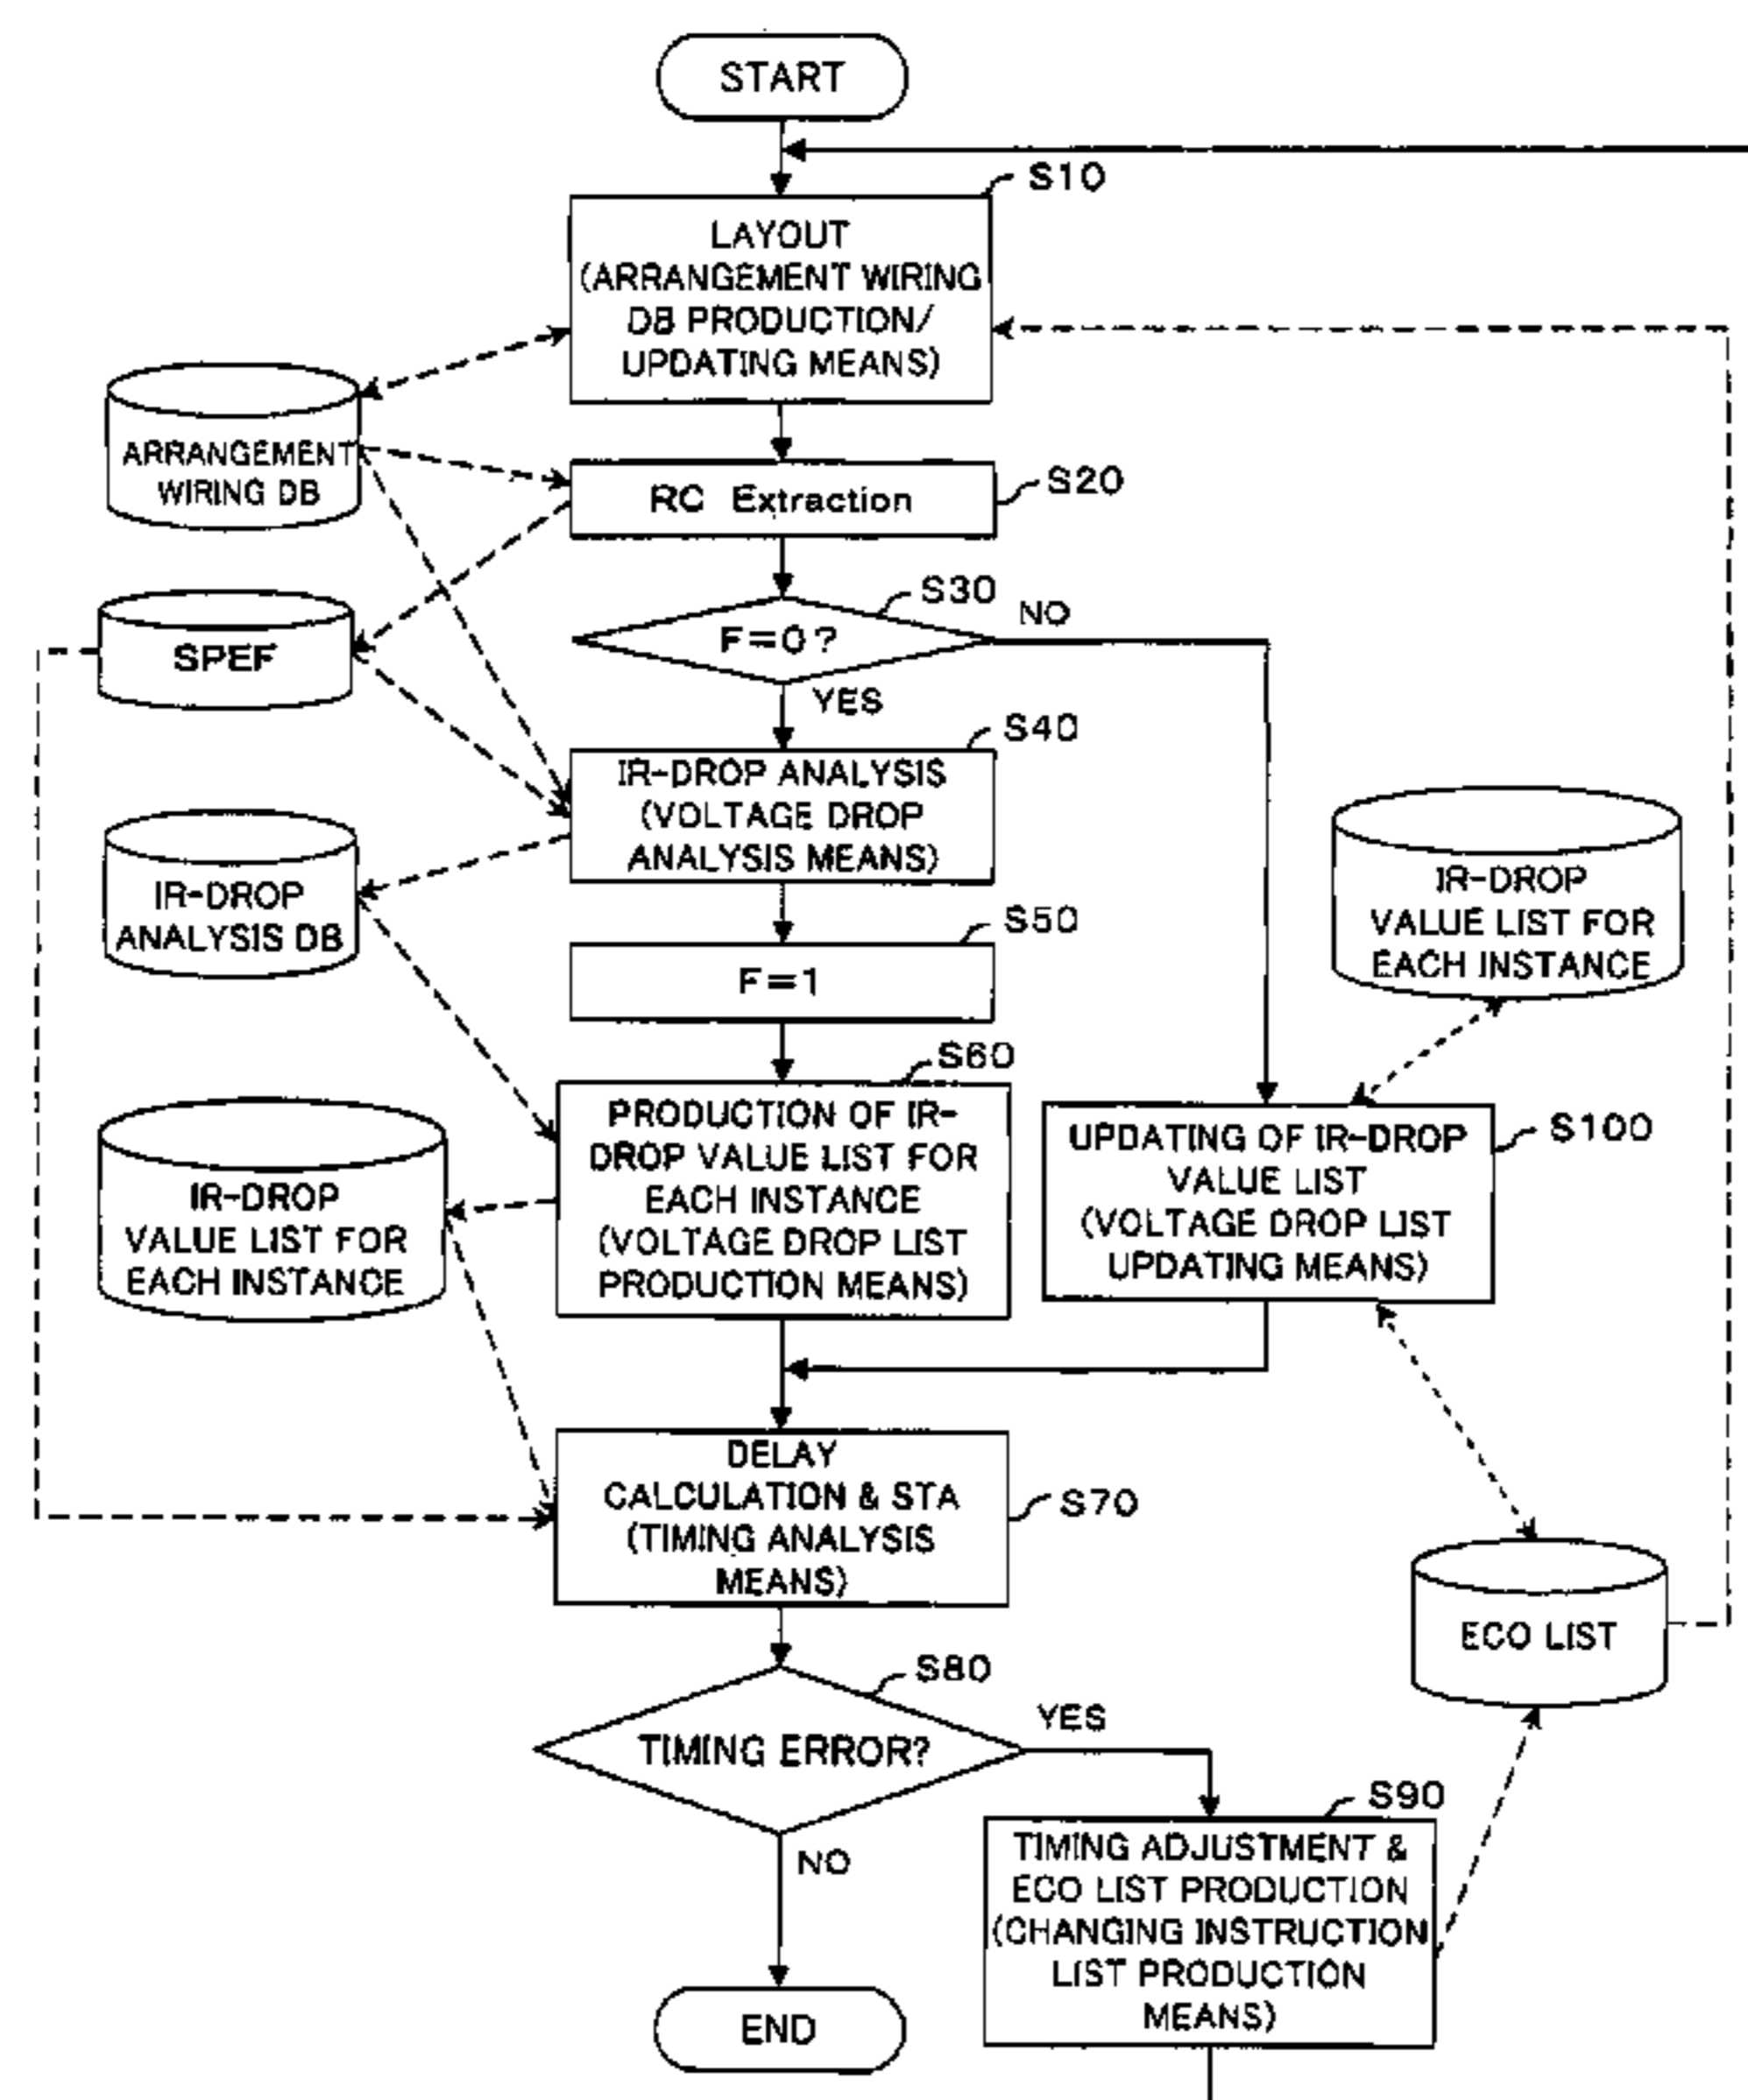 START
S10
LAYOUT
(ARRANGEMENT WIRING
DB PRODUCTION/
UPDATING MEANS)
ARRANGEMENT
WIRING DB
RC Extraction
S20
SPEF
S30
F=0?
NO
YES
S40
IR-DROP ANALYSIS
(VOLTAGE DROP
ANALYSIS MEANS)
IR-DROP
ANALYSIS DB
S50
F=1
IR-DROP
VALUE LIST FOR
EACH INSTANCE
S60
PRODUCTION OF IR-
DROP VALUE LIST FOR
EACH INSTANCE
(VOLTAGE DROP LIST
PRODUCTION MEANS)
IR-DROP
VALUE LIST FOR
EACH INSTANCE
S100
UPDATING OF IR-DROP
VALUE LIST
(VOLTAGE DROP LIST
UPDATING MEANS)
DELAY
CALCULATION & STA
(TIMING ANALYSIS
MEANS)
S70
ECO LIST
S80
TIMING ERROR?
YES
NO
S90
TIMING ADJUSTMENT &
ECO LIST PRODUCTION
(CHANGING INSTRUCTION
LIST PRODUCTION
MEANS)
END